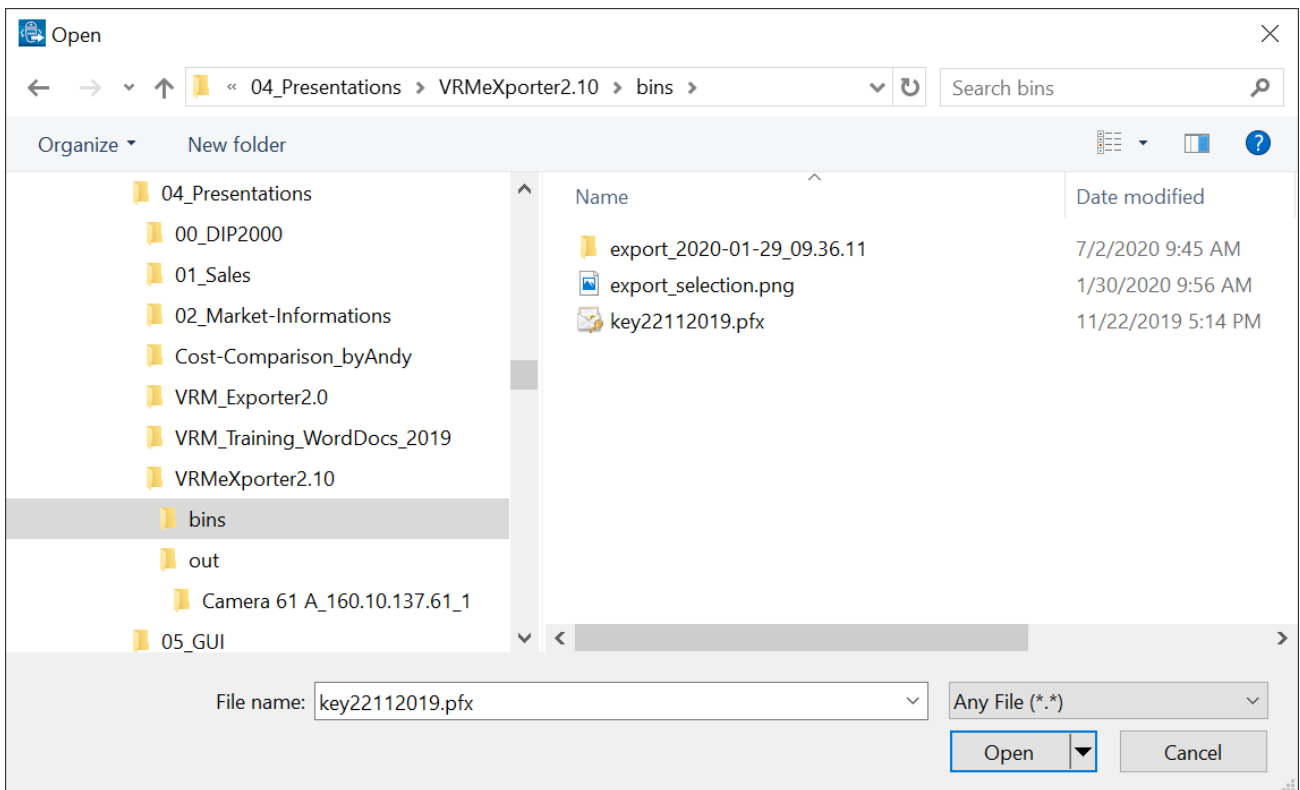 Open
« 04_Presentations > VRMeXporter2.10 > bins >
Search bins
Organize
New folder
?
04_Presentations
00_DIP2000
01_Sales
02_Market-Informations
Cost-Comparison_byAndy
VRM_Exporter2.0
VRM_Training_WordDocs_2019
VRMeXporter2.10
bins
out
Camera 61 A_160.10.137.61_1
05_GUI
Name Date modified
export_2020-01-29_09.36.11 7/2/2020 9:45 AM
export_selection.png 1/30/2020 9:56 AM
key22112019.pfx 11/22/2019 5:14 PM
File name: key22112019.pfx
Any File (*.*)
Open
Cancel